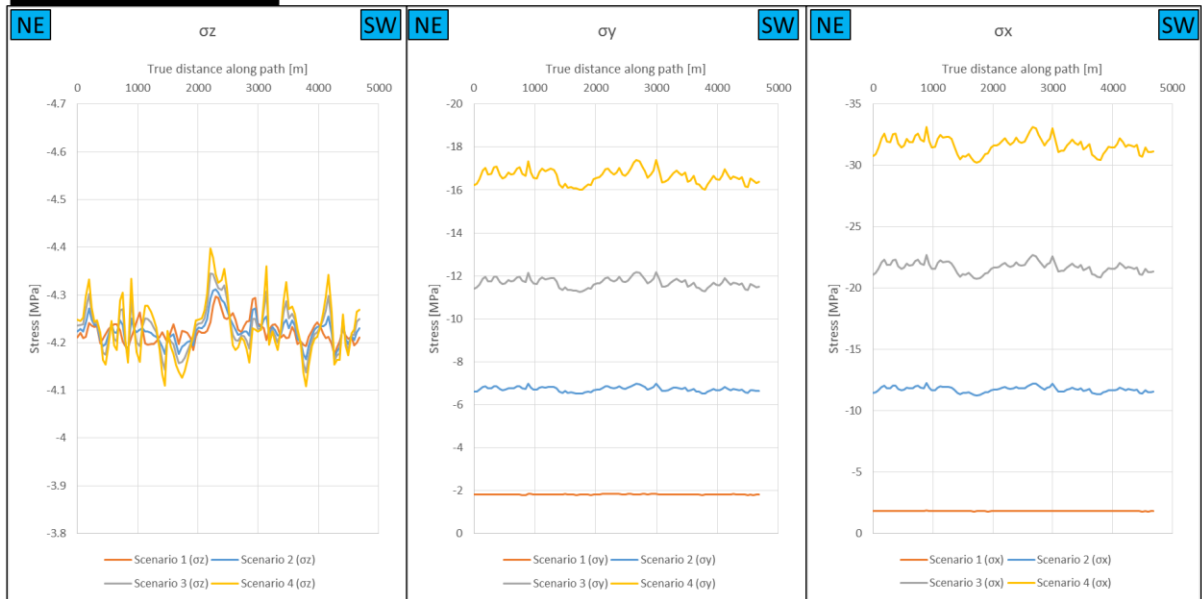 NE
σz
SW
True distance along path [m]
0 1000 2000 3000 4000 5000
-4.7
-4.6
-4.5
-4.4
-4.3
-4.2
-4.1
-4
-3.9
-3.8
Stress [MPa]
Scenario 1 (σz) Scenario 2 (σz)
Scenario 3 (σz) Scenario 4 (σz)
NE
σy
SW
True distance along path [m]
0 1000 2000 3000 4000 5000
-20
-18
-16
-14
-12
-10
-8
-6
-4
-2
0
Stress [MPa]
Scenario 1 (σy) Scenario 2 (σy)
Scenario 3 (σy) Scenario 4 (σy)
NE
σx
SW
True distance along path [m]
0 1000 2000 3000 4000 5000
-35
-30
-25
-20
-15
-10
-5
0
Stress [MPa]
Scenario 1 (σx) Scenario 2 (σx)
Scenario 3 (σx) Scenario 4 (σx)